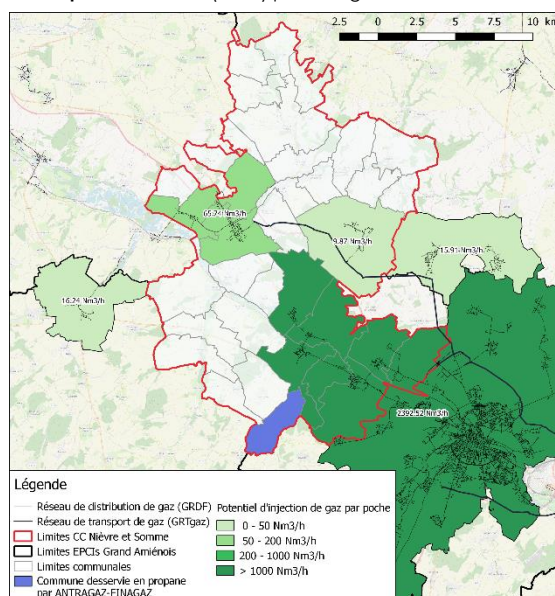 2.5 0 2.5 5 7.5 10 km
65.74 Nm3/h
9.87 Nm3/h
15.91 Nm3/h
16.24 Nm3/h
2392.52 Nm3/h
Légende
Réseau de distribution de gaz (GRDF)
Réseau de transport de gaz (GRTgaz)
Limites CC Nièvre et Somme
Limites EPCIs Grand Amiénois
Limites communales
Commune desservie en propane
par ANTRAGAZ-FINAGAZ
Potentiel d'injection de gaz par poche
0 - 50 Nm3/h
50 - 200 Nm3/h
200 - 1000 Nm3/h
> 1000 Nm3/h